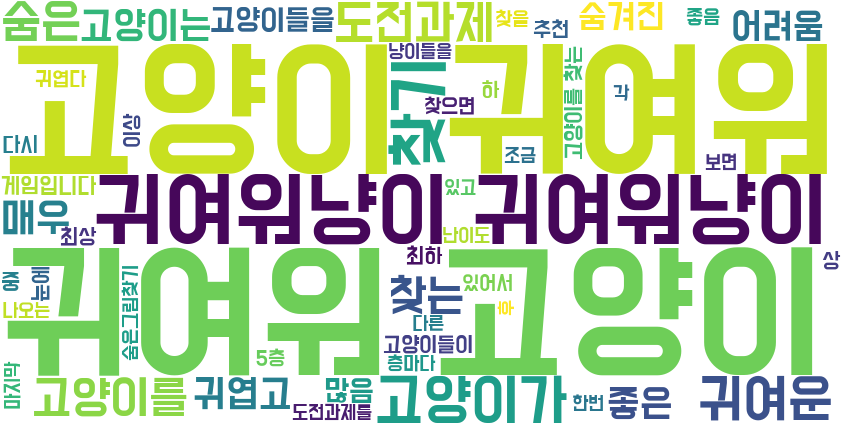 숨은 고양이는 고양이들을 도전과제 찾을 추천 숨겨진 좋음 어려움
귀엽다 냥이들을 고양이를 찾는
고양이 찾기 귀여워
하 각
찾으면
다시 이상 조금 보면
게임입니다 귀여워냥이 있고 귀여워냥이
매우
최상 난이도
귀여워 고양이
최하 상
중 눈에 숨은그림찾기 찾는 있어서
나오는 하
다른
5층 고양이들이
층마다
마지막 고양이를 귀엽고 많음 고양이가 한번 좋은 귀여운
도전과제를